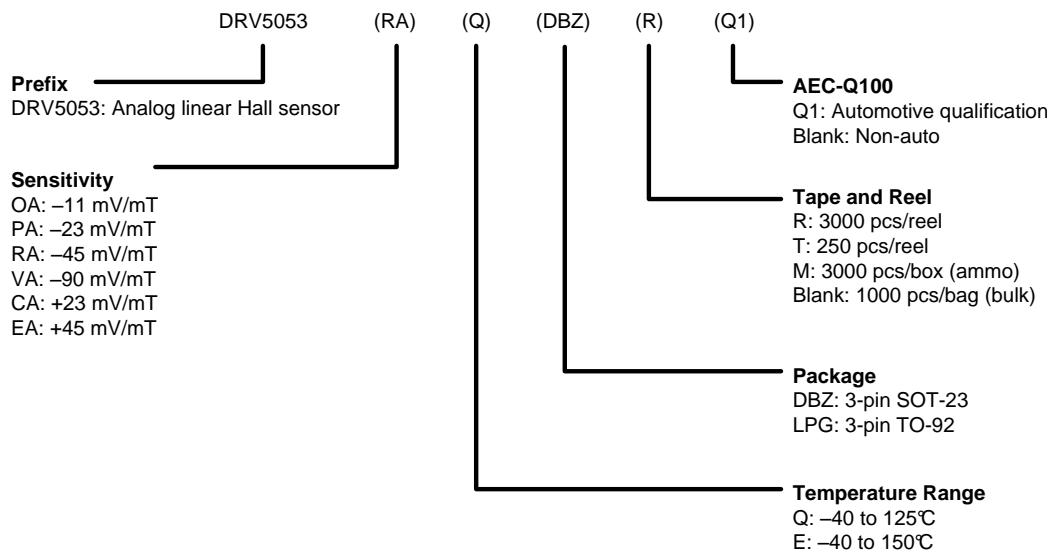 DRV5053 (RA) (Q) (DBZ) (R) (Q1)
Prefix
DRV5053: Analog linear Hall sensor
Sensitivity
OA: –11 mV/mT
PA: –23 mV/mT
RA: –45 mV/mT
VA: –90 mV/mT
CA: +23 mV/mT
EA: +45 mV/mT
AEC-Q100
Q1: Automotive qualification
Blank: Non-auto
Tape and Reel
R: 3000 pcs/reel
T: 250 pcs/reel
M: 3000 pcs/box (ammo)
Blank: 1000 pcs/bag (bulk)
Package
DBZ: 3-pin SOT-23
LPG: 3-pin TO-92
Temperature Range
Q: –40 to 125°C
E: –40 to 150°C